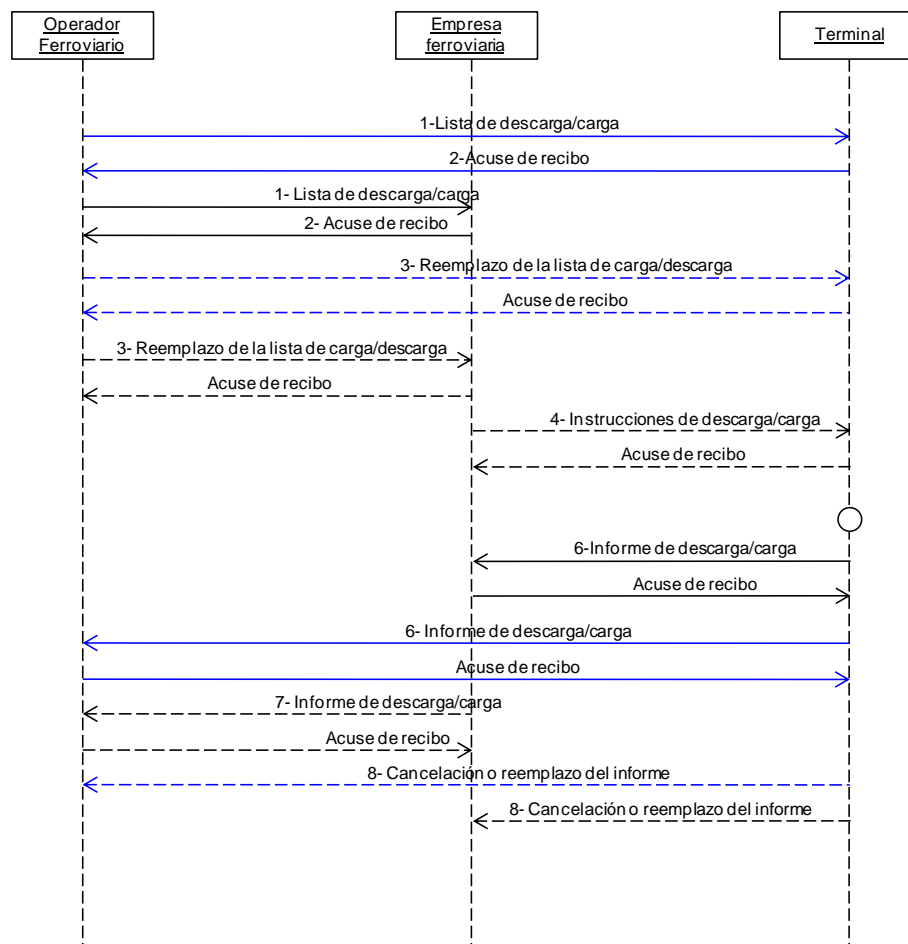 Operador
Ferroviario
Empresa
ferroviaria
Terminal
1-Lista de descarga/carga
2-Acuse de recibo
1- Lista de descarga/carga
2- Acuse de recibo
3- Reemplazo de la lista de carga/descarga
Acuse de recibo
3- Reemplazo de la lista de carga/descarga
Acuse de recibo
4- Instrucciones de descarga/carga
Acuse de recibo
6-Informe de descarga/carga
Acuse de recibo
6- Informe de descarga/carga
Acuse de recibo
7- Informe de descarga/carga
Acuse de recibo
8- Cancelación o reemplazo del informe
8- Cancelación o reemplazo del informe